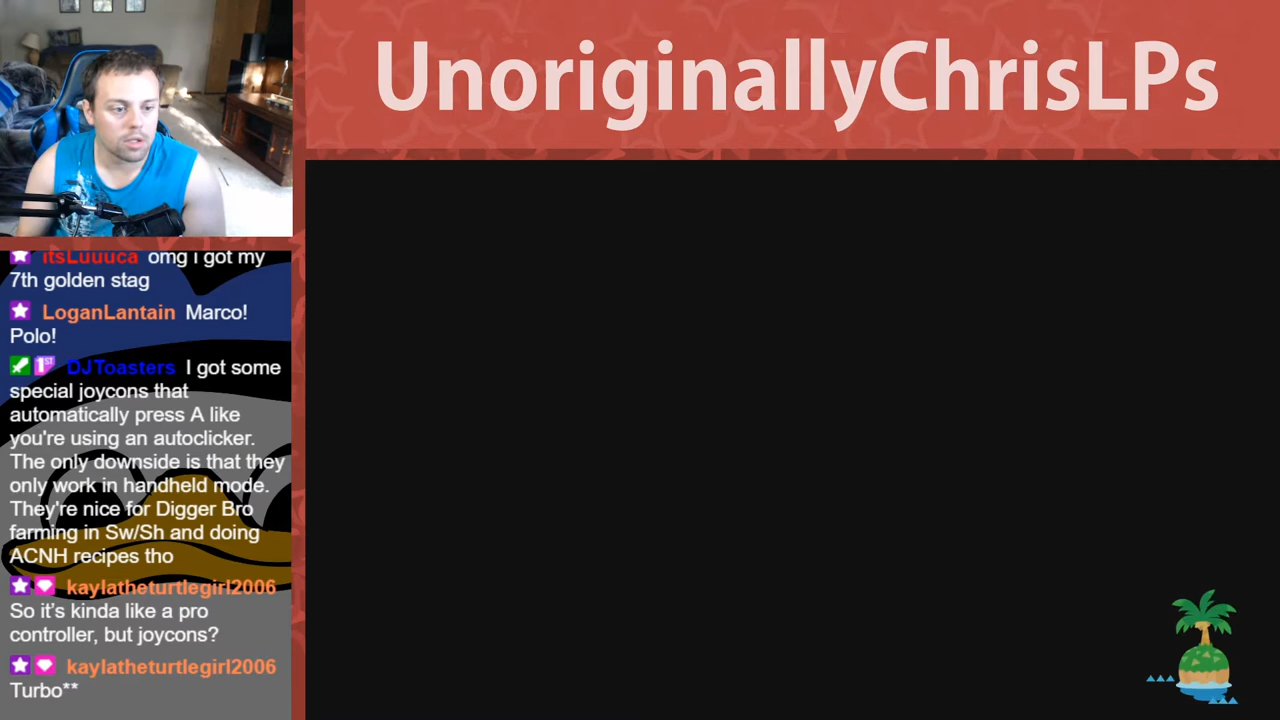 UnoriginallyChrisLPs
itsLuuuca omg i got my
7th golden stag
LoganLantain Marco!
Polo!
1ST DJToasters I got some
special joycons that
automatically press A like
you're using an autoclicker.
The only downside is that they
only work in handheld mode.
They're nice for Digger Bro
farming in Sw/Sh and doing
ACNH recipes tho
kaylatheturtlegirl2006
So it's kinda like a pro
controller, but joycons?
kaylatheturtlegirl2006
Turbo**